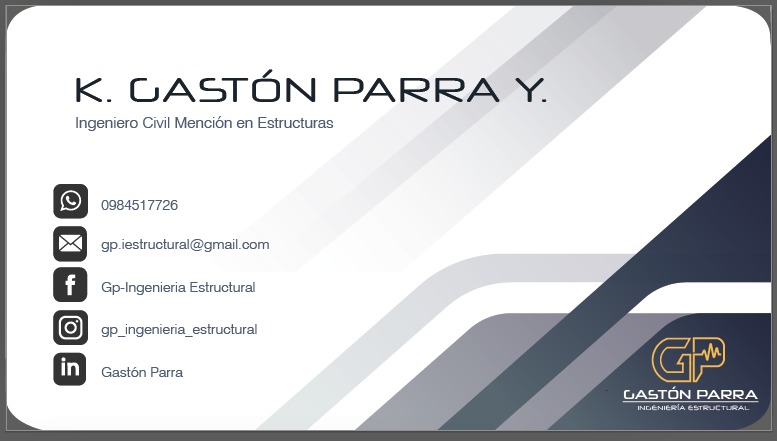 K. GASTÓN PARRA Y.
Ingeniero Civil Mención en Estructuras
0984517726
gp.iestructural@gmail.com
Gp-Ingenieria Estructural
gp_ingenieria_estructural
in
Gastón Parra
GP
GASTÓN PARRA
INGENIERÍA ESTRUCTURAL